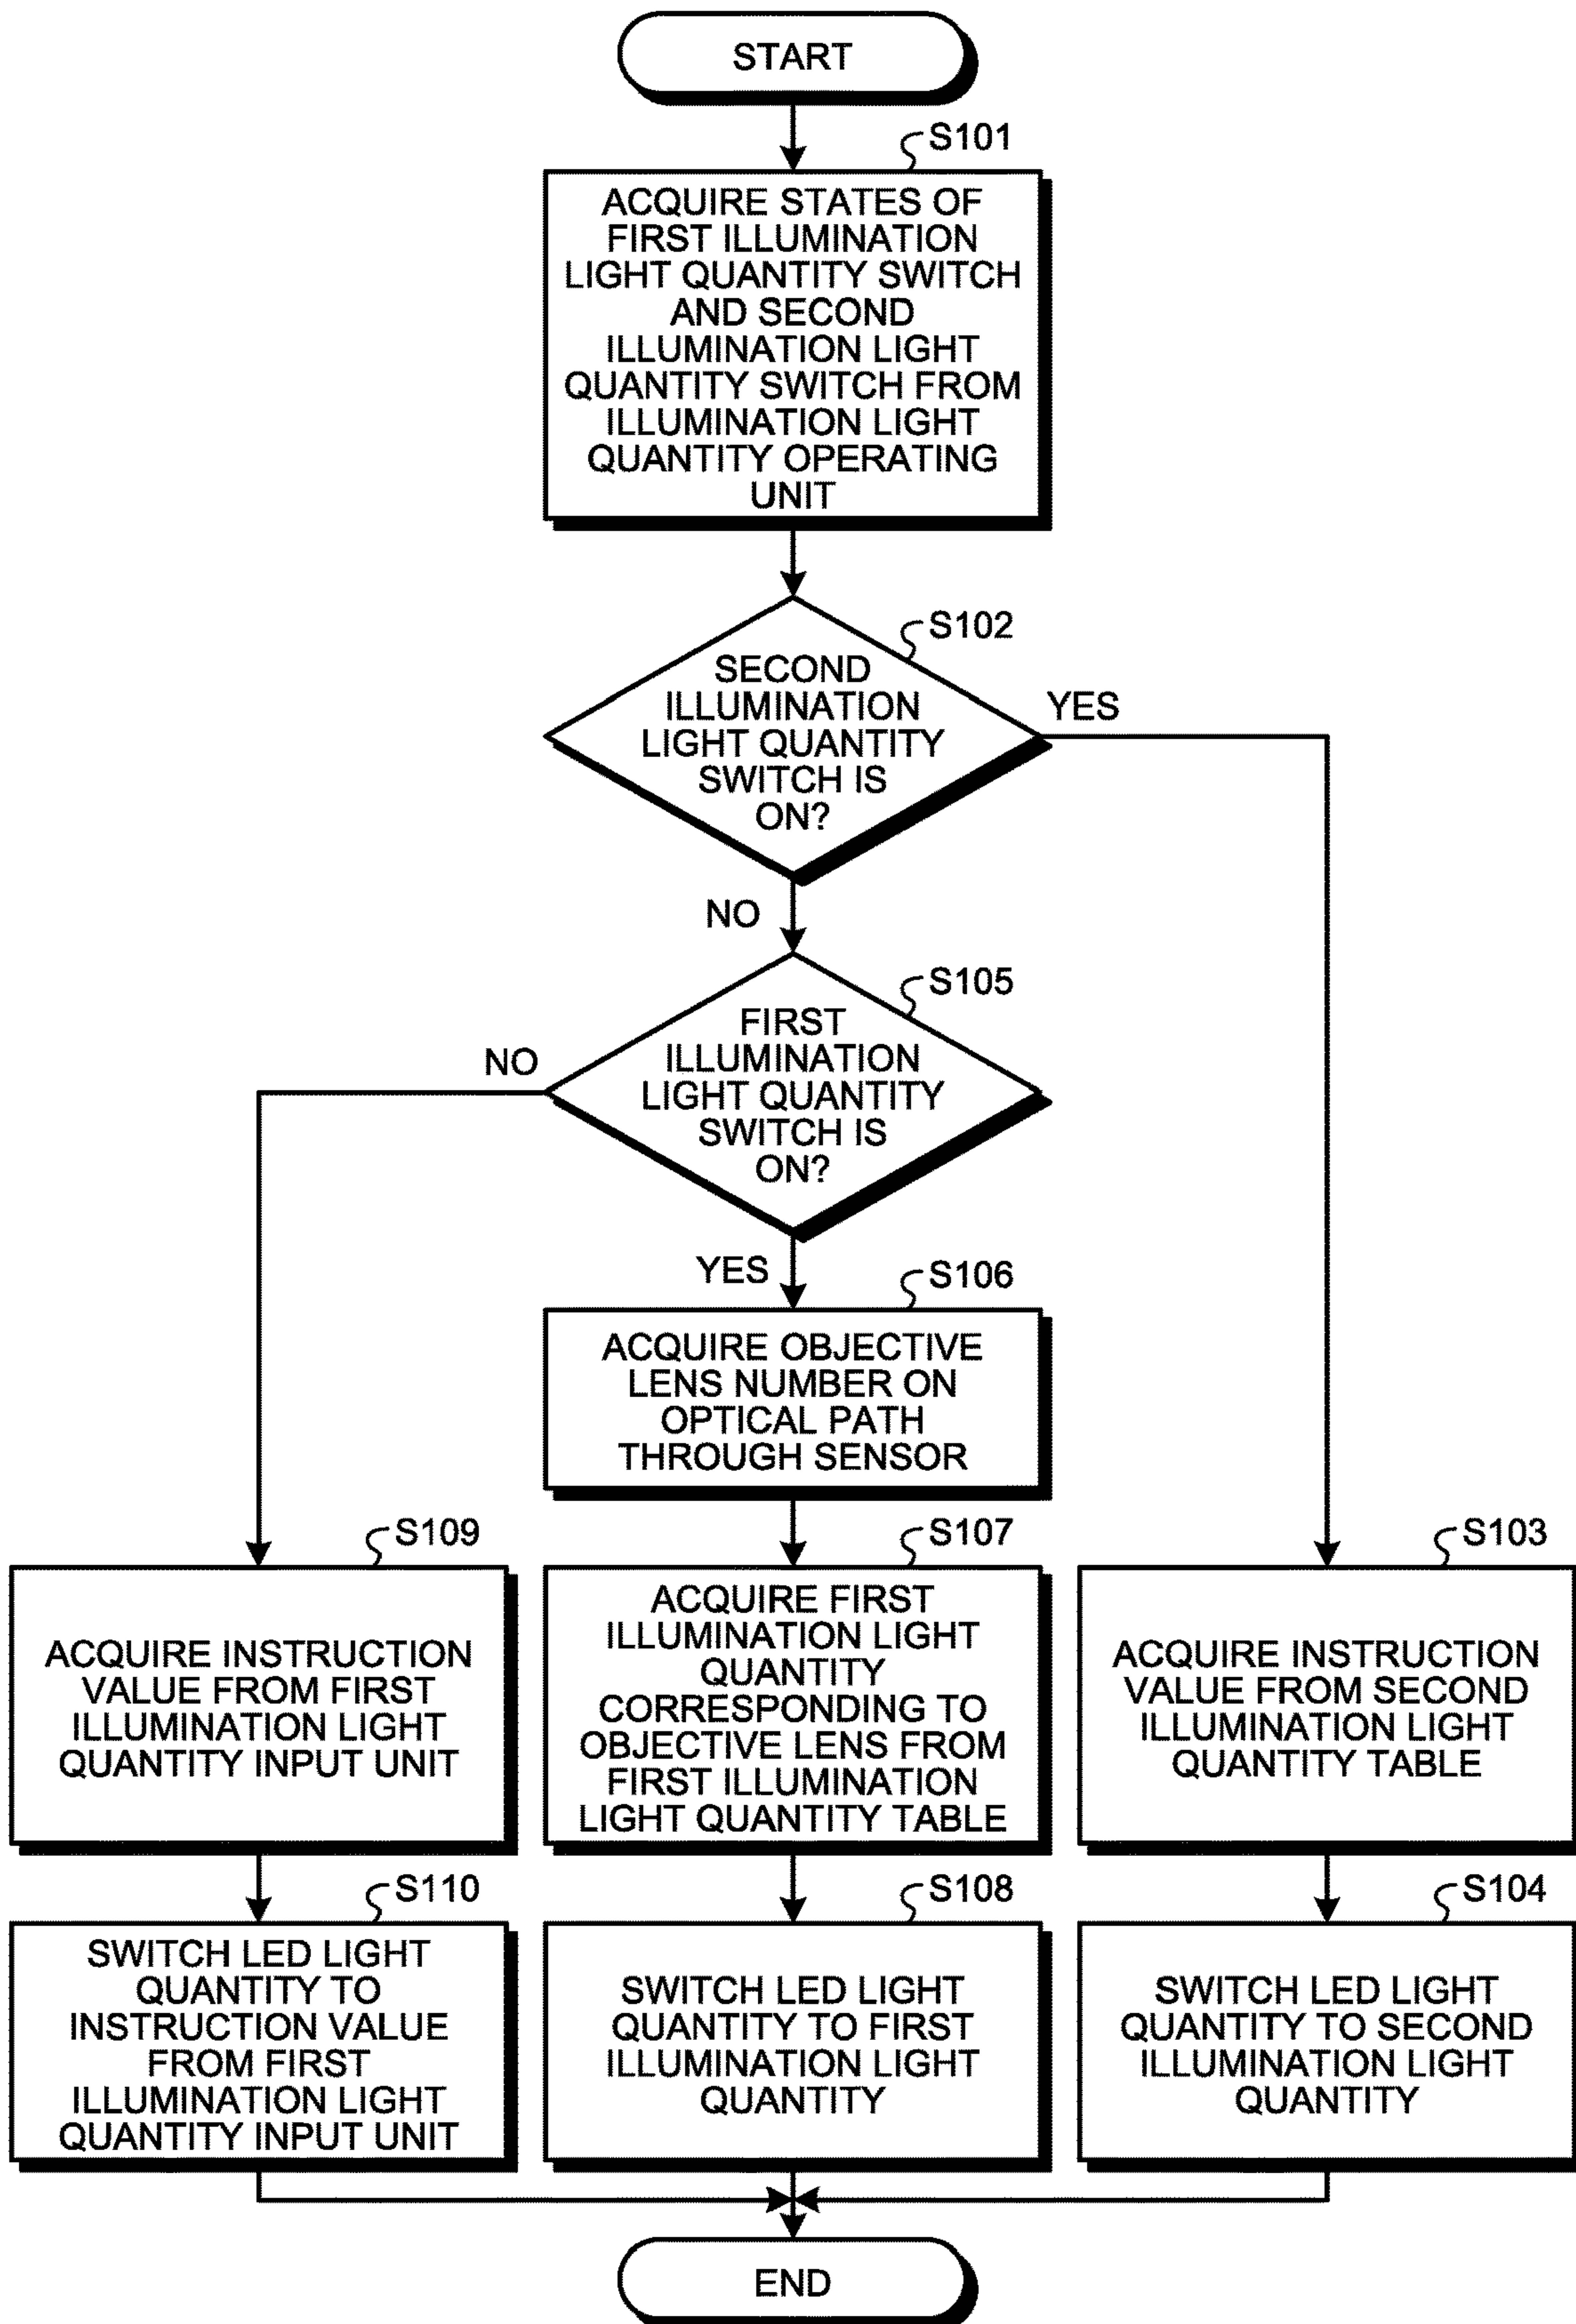 START
S101
ACQUIRE STATES OF
FIRST ILLUMINATION
LIGHT QUANTITY SWITCH
AND SECOND
ILLUMINATION LIGHT
QUANTITY SWITCH FROM
ILLUMINATION LIGHT
QUANTITY OPERATING
UNIT
S102
SECOND
ILLUMINATION
LIGHT QUANTITY
SWITCH IS
ON?
YES
NO
S105
FIRST
ILLUMINATION
LIGHT QUANTITY
SWITCH IS
ON?
NO
YES
S106
ACQUIRE OBJECTIVE
LENS NUMBER ON
OPTICAL PATH
THROUGH SENSOR
S109
ACQUIRE INSTRUCTION
VALUE FROM FIRST
ILLUMINATION LIGHT
QUANTITY INPUT UNIT
S107
ACQUIRE FIRST
ILLUMINATION LIGHT
QUANTITY
CORRESPONDING TO
OBJECTIVE LENS FROM
FIRST ILLUMINATION
LIGHT QUANTITY TABLE
S103
ACQUIRE INSTRUCTION
VALUE FROM SECOND
ILLUMINATION LIGHT
QUANTITY TABLE
S110
SWITCH LED LIGHT
QUANTITY TO
INSTRUCTION VALUE
FROM FIRST
ILLUMINATION LIGHT
QUANTITY INPUT UNIT
S108
SWITCH LED LIGHT
QUANTITY TO FIRST
ILLUMINATION LIGHT
QUANTITY
S104
SWITCH LED LIGHT
QUANTITY TO SECOND
ILLUMINATION LIGHT
QUANTITY
END